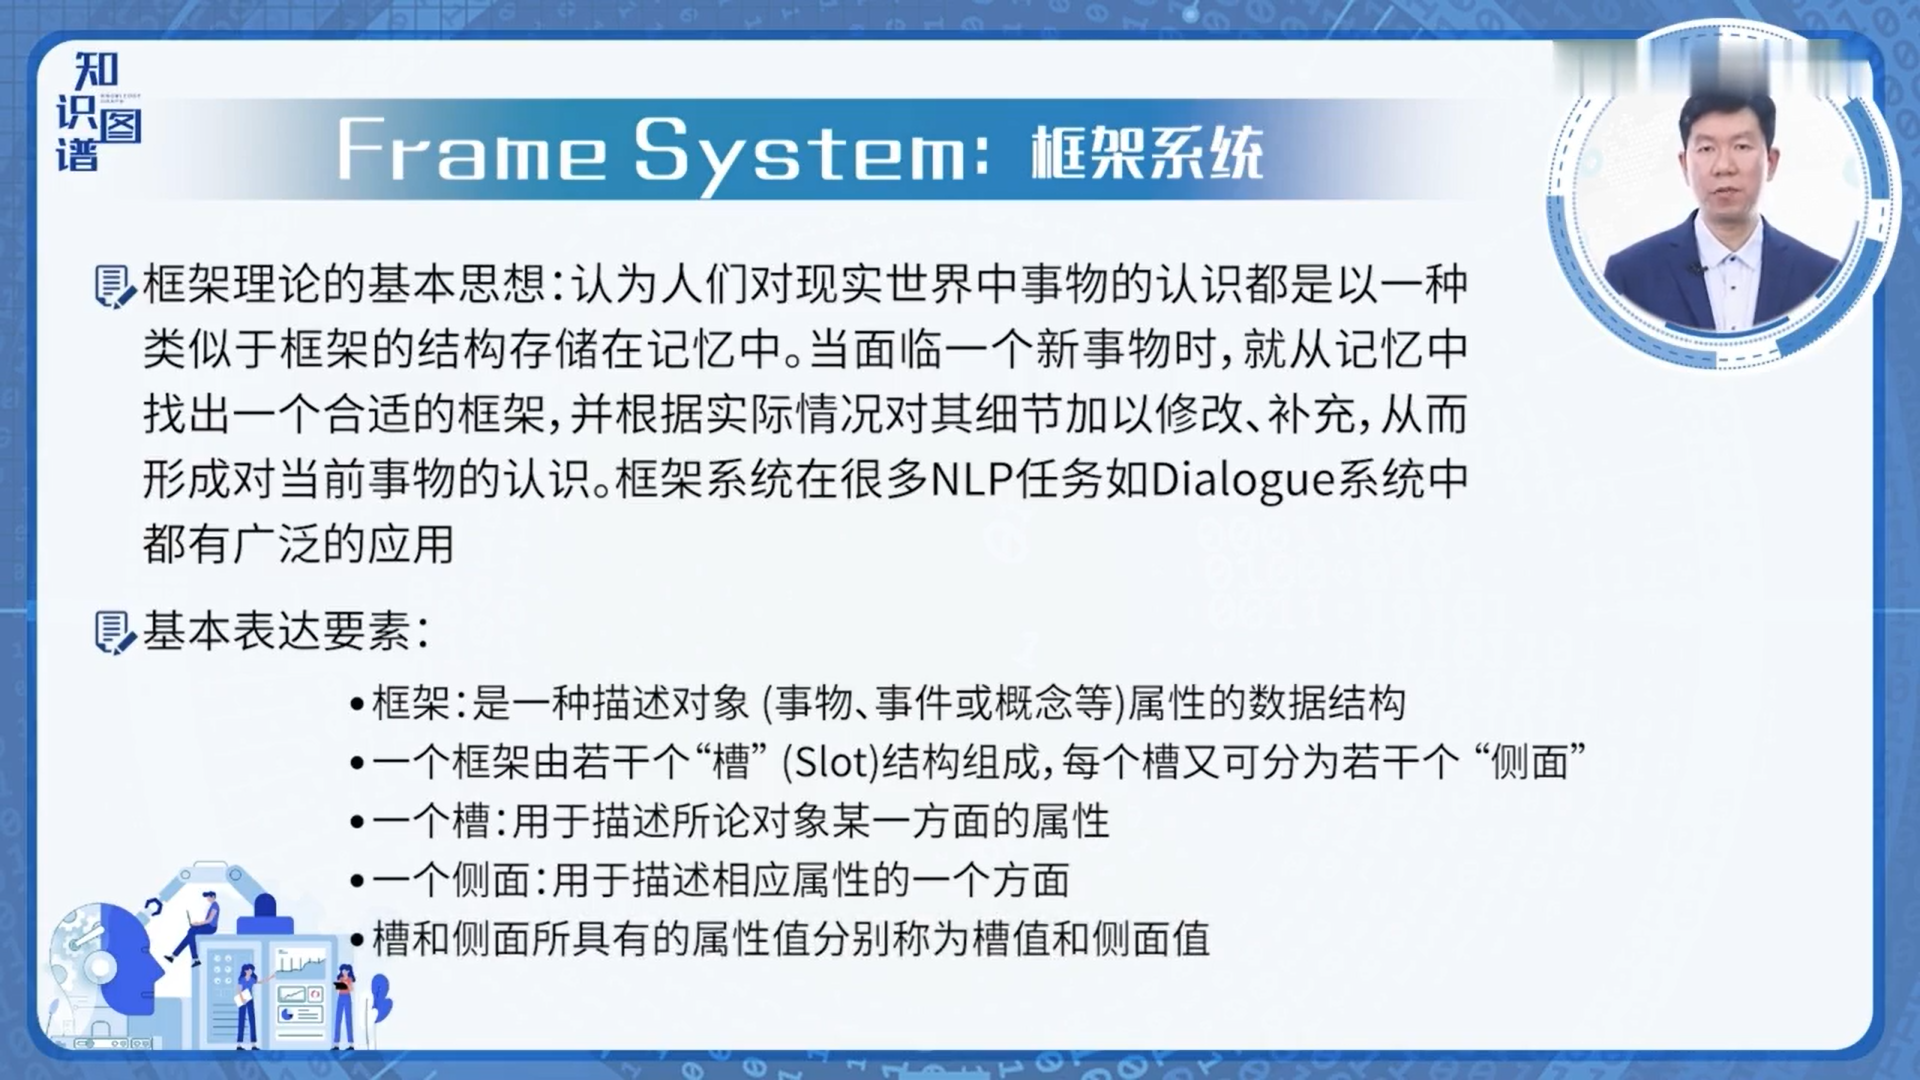 知识图谱
Frame System: 框架系统
框架理论的基本思想：认为人们对现实世界中事物的认识都是以一种
类似于框架的结构存储在记忆中。当面临一个新事物时，就从记忆中
找出一个合适的框架，并根据实际情况对其细节加以修改、补充，从而
形成对当前事物的认识。框架系统在很多NLP任务如Dialogue系统中
都有广泛的应用
基本表达要素：
•框架：是一种描述对象 (事物、事件或概念等)属性的数据结构
•一个框架由若干个“槽” (Slot)结构组成，每个槽又可分为若干个 “侧面”
•一个槽：用于描述所论对象某一方面的属性
•一个侧面：用于描述相应属性的一个方面
•槽和侧面所具有的属性值分别称为槽值和侧面值